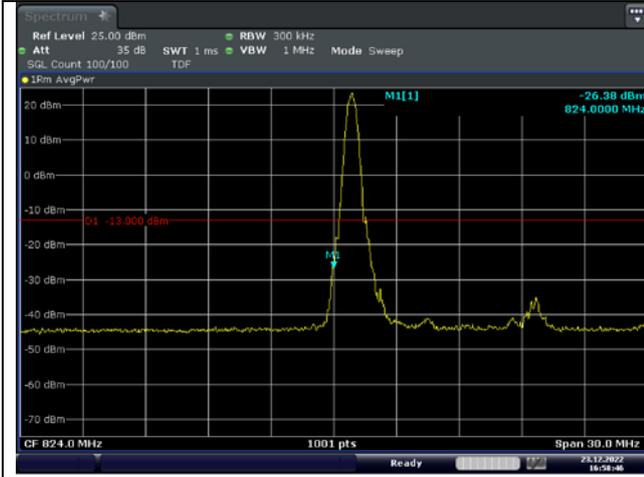 Spectrum
Ref Level 25.00 dBm RBW 300 kHz
Att 35 dB SWT 1 ms VBW 1 MHz Mode Sweep
SGL Count 100/100 TDF
1Rm AvgPwr
M1[1] -26.38 dBm
824.0000 MHz
20 dBm
10 dBm
0 dBm
-10 dBm
D1 -13.000 dBm
-20 dBm
M1
-30 dBm
-40 dBm
-50 dBm
-60 dBm
-70 dBm
CF 824.0 MHz 1001 pts Span 30.0 MHz
Ready 23.12.2022
16:58:46